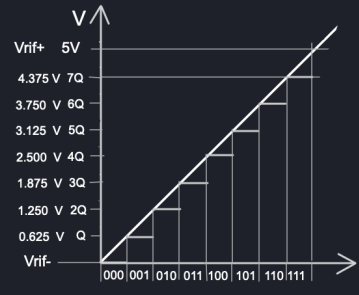 V
Vrif+ 5V
4.375 V 7Q
3.750 V 6Q
3.125 V 5Q
2.500 V 4Q
1.875 V 3Q
1.250 V 2Q
0.625 V Q
Vrif-
000 001 010 011 100 101 110 111